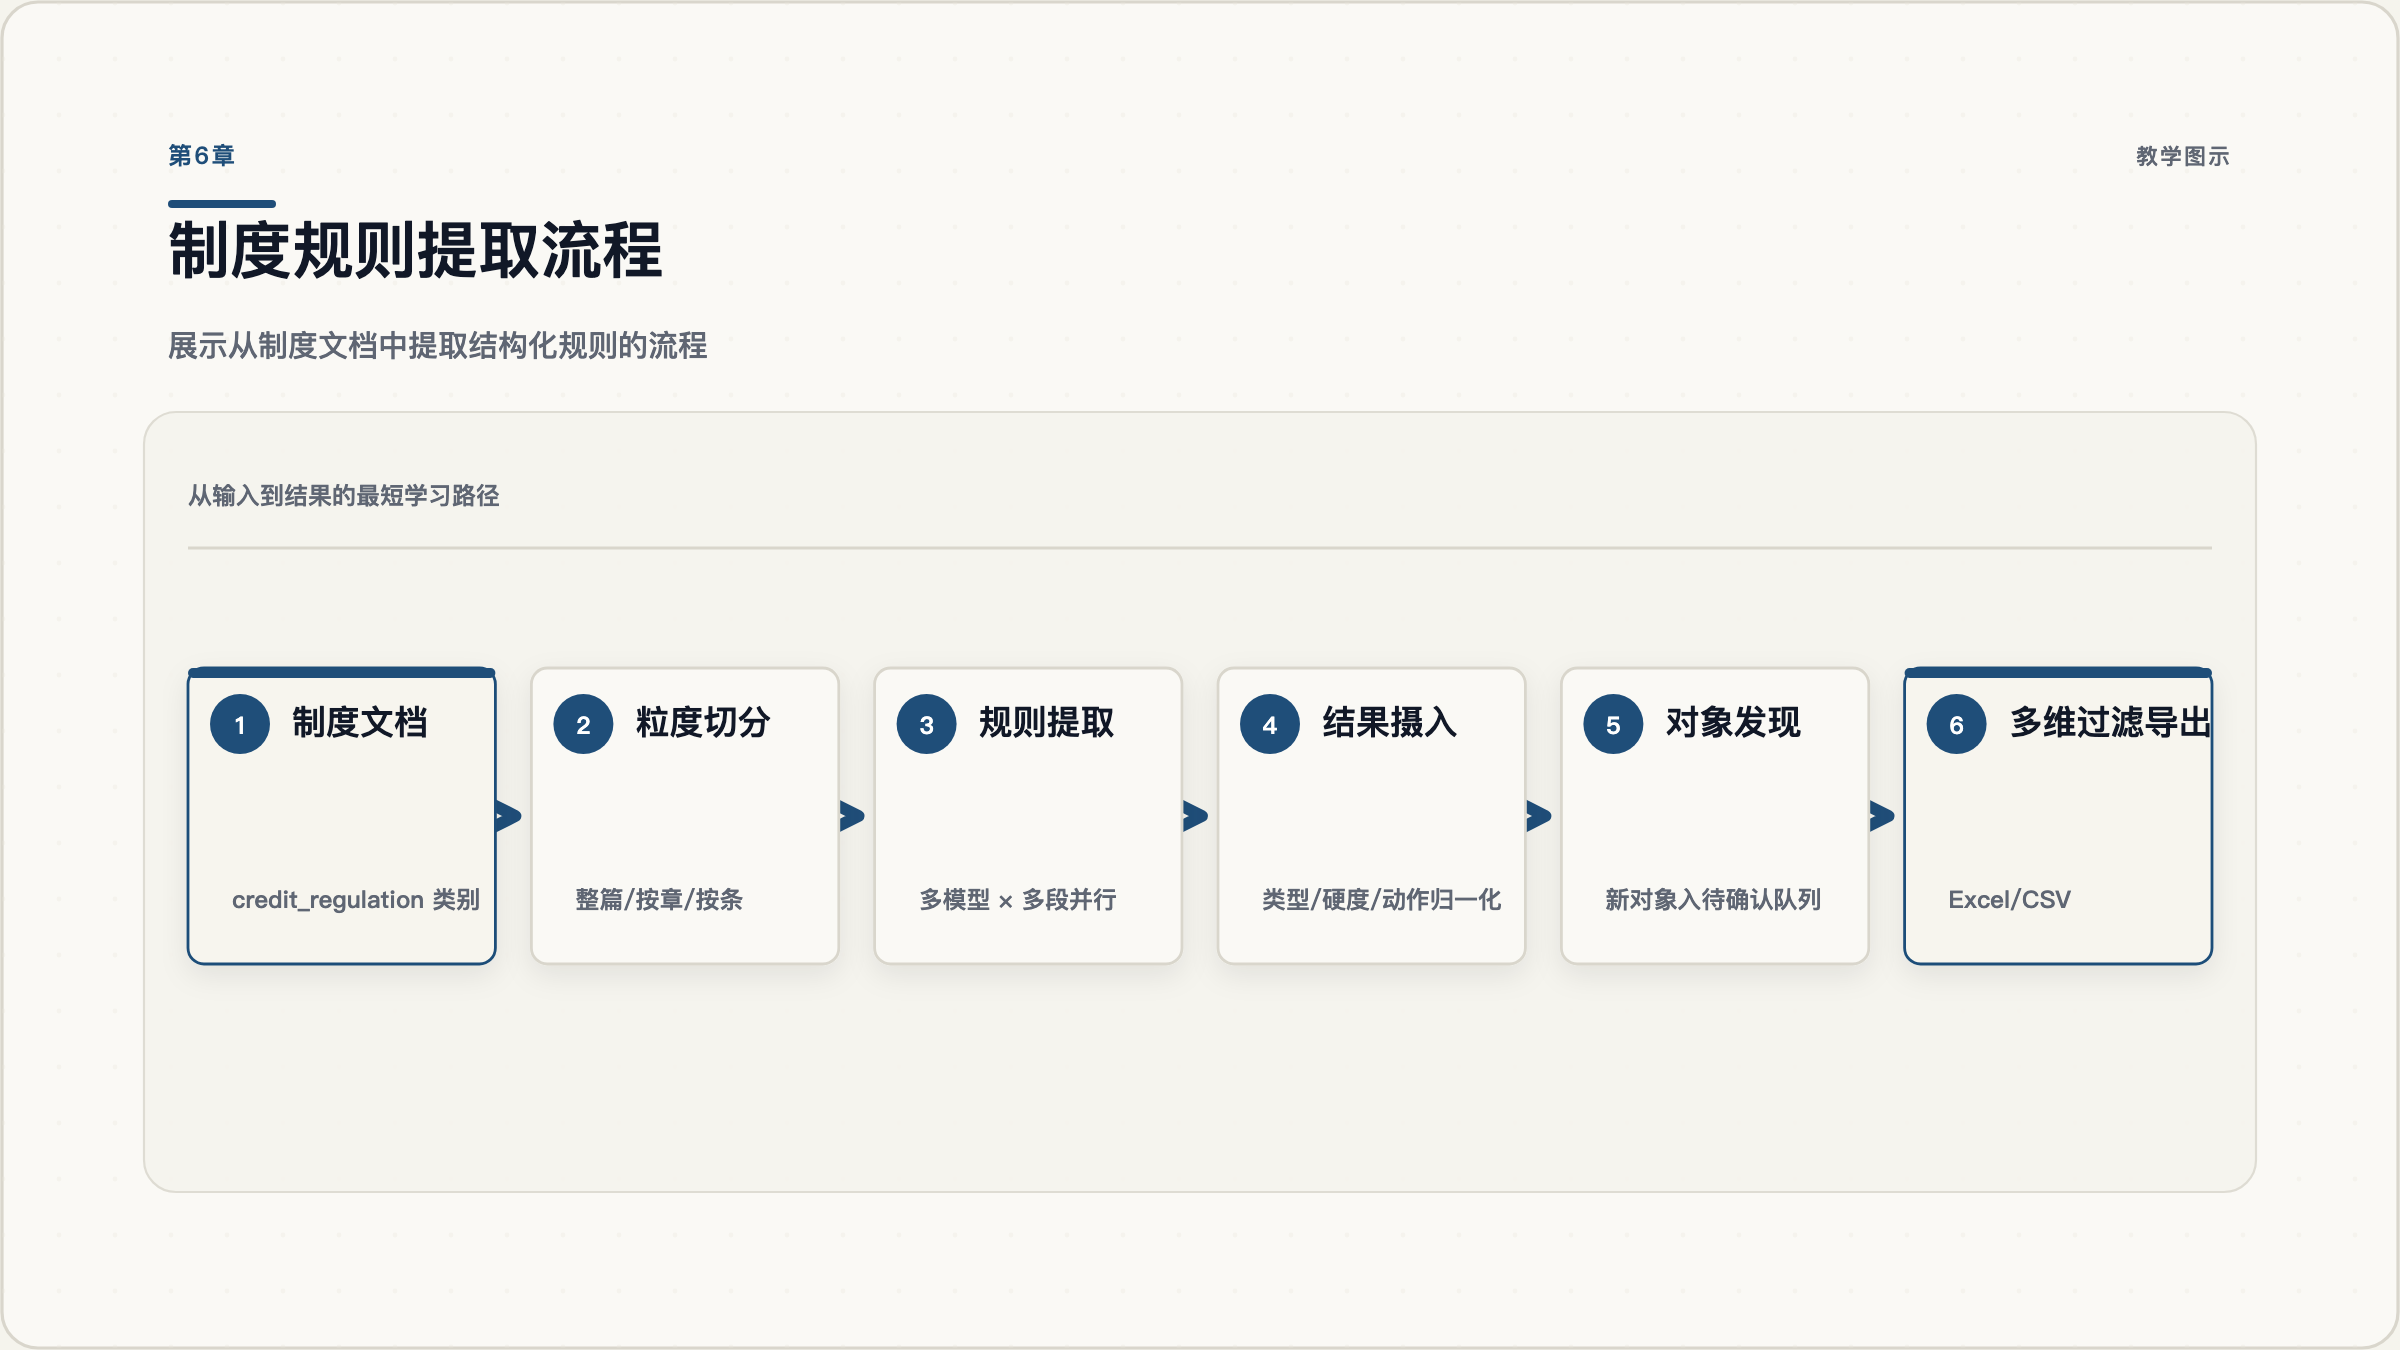 第6章
教学图示
制度规则提取流程
展示从制度文档中提取结构化规则的流程
从输入到结果的最短学习路径
1 制度文档
credit_regulation 类别
2 粒度切分
整篇/按章/按条
3 规则提取
多模型 × 多段并行
4 结果摄入
类型/硬度/动作归一化
5 对象发现
新对象入待确认队列
6 多维过滤导出
Excel/CSV